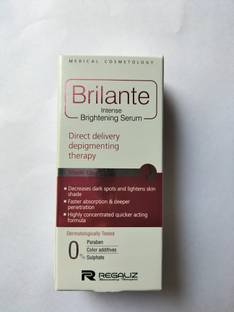 MEDICAL COSMETOLOGY
Brilante
Intense
Brightening Serum
Direct delivery
depigmenting
therapy
Decreases dark spots and lightens skin
shade
Faster absorption & deeper
penetration
Highly concentrated quicker acting
formula
Dermatologically Tested
0%
Paraben
Color additives
Sulphate
REGALIZ